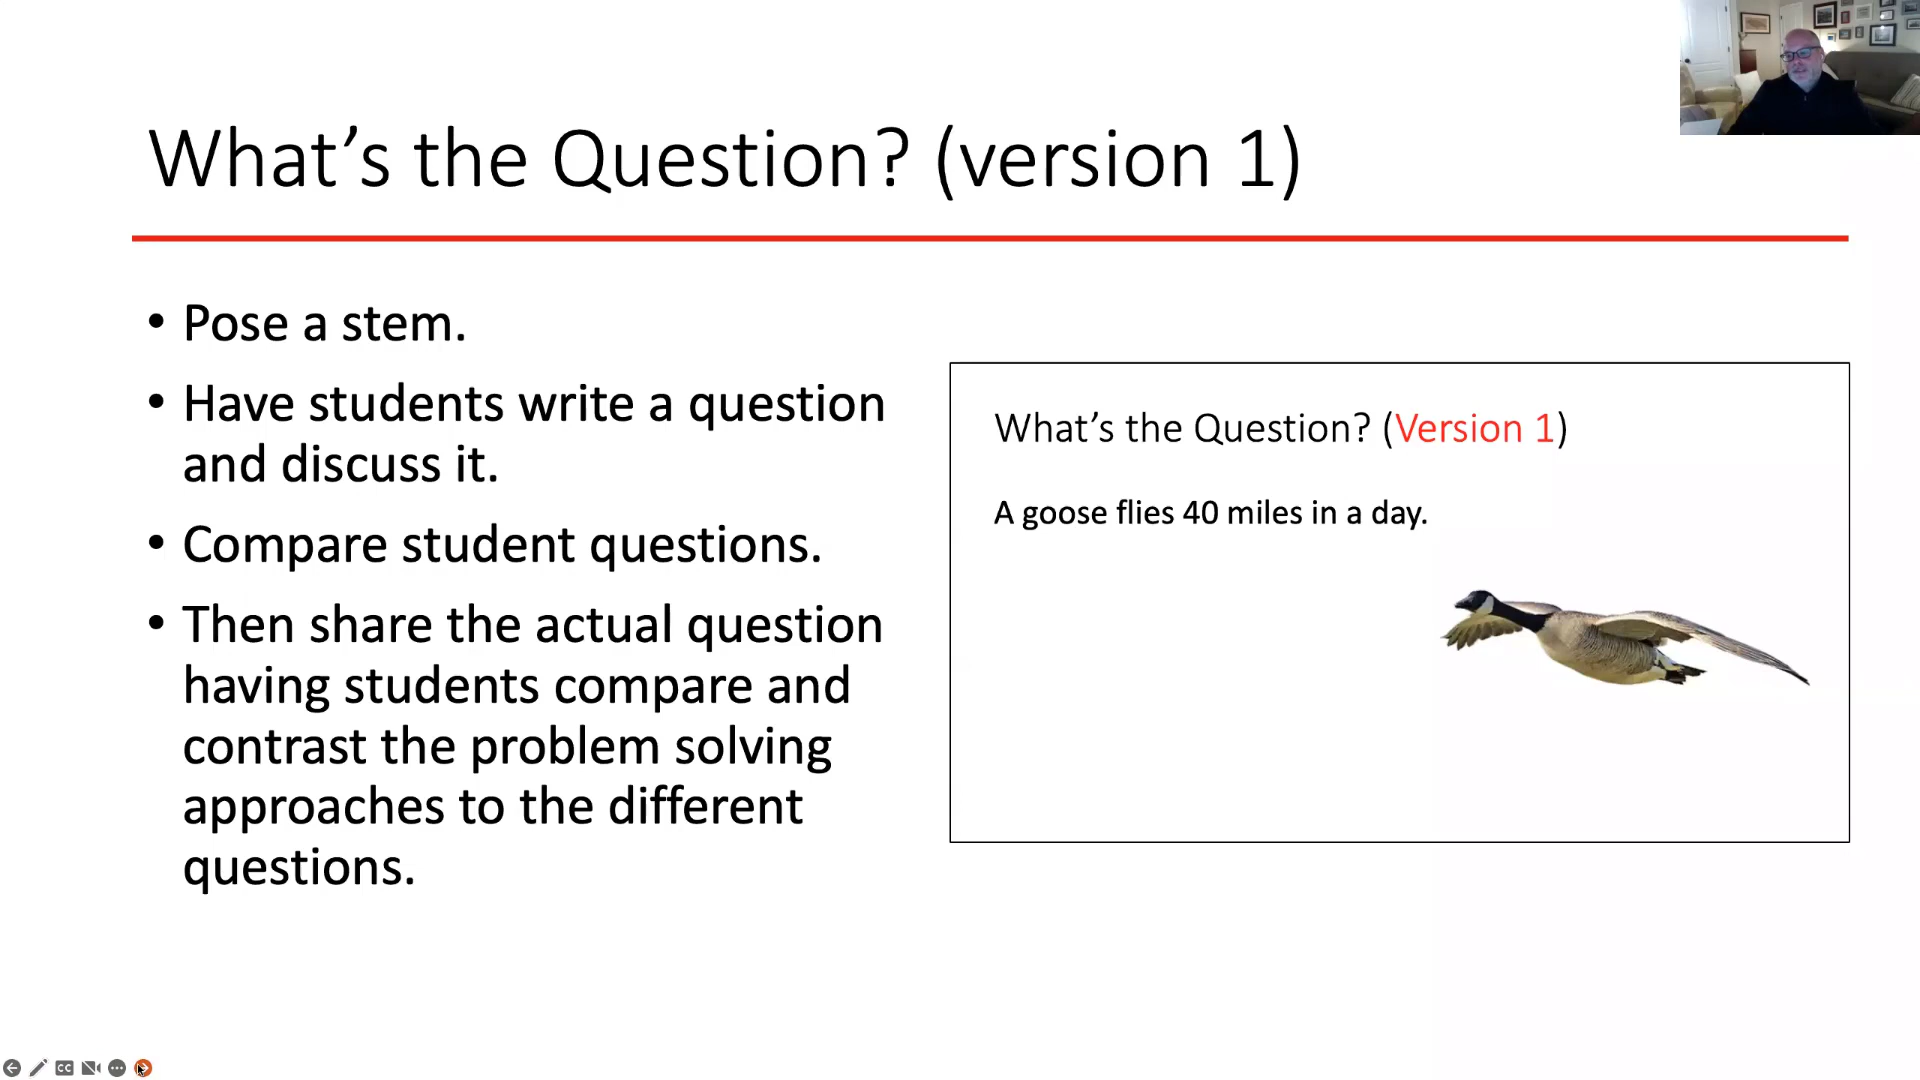 What’s the Question? (version 1)
• Pose a stem.
• Have students write a question
and discuss it.
• Compare student questions.
• Then share the actual question
having students compare and
contrast the problem solving
approaches to the different
questions.
What’s the Question? (Version 1)
A goose flies 40 miles in a day.
CC